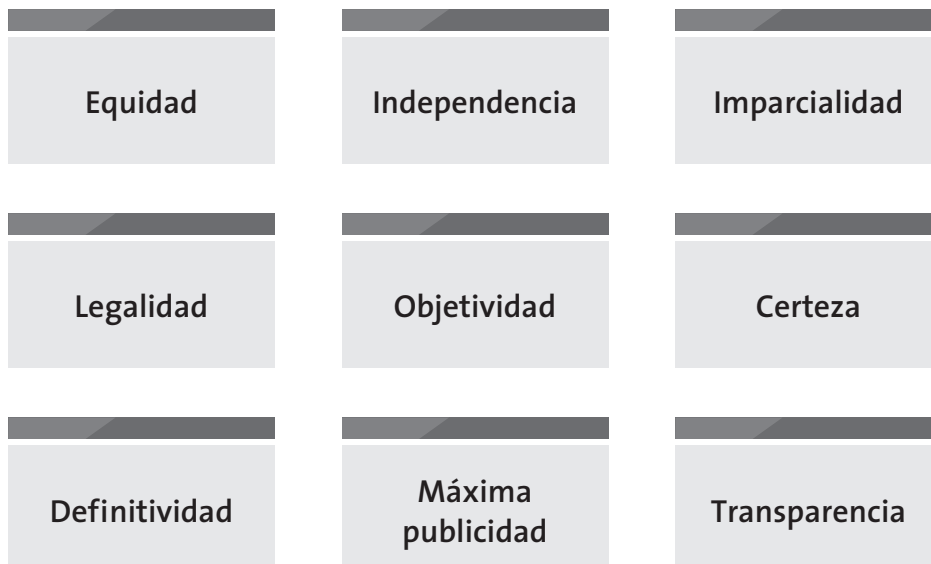 Equidad
Independencia
Imparcialidad
Legalidad
Objetividad
Certeza
Definitividad
Máxima
publicidad
Transparencia